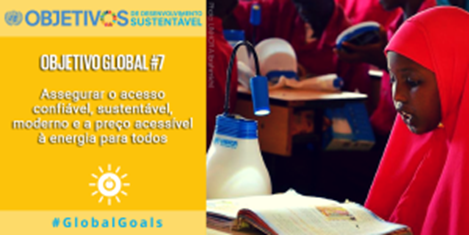 OBJETIVOS DE DESENVOLVIMENTO
SUSTENTÁVEL
OBJETIVO GLOBAL #7
Assegurar o acesso
confiável, sustentável,
moderno e a preço acessível
à energia para todos
#GlobalGoals